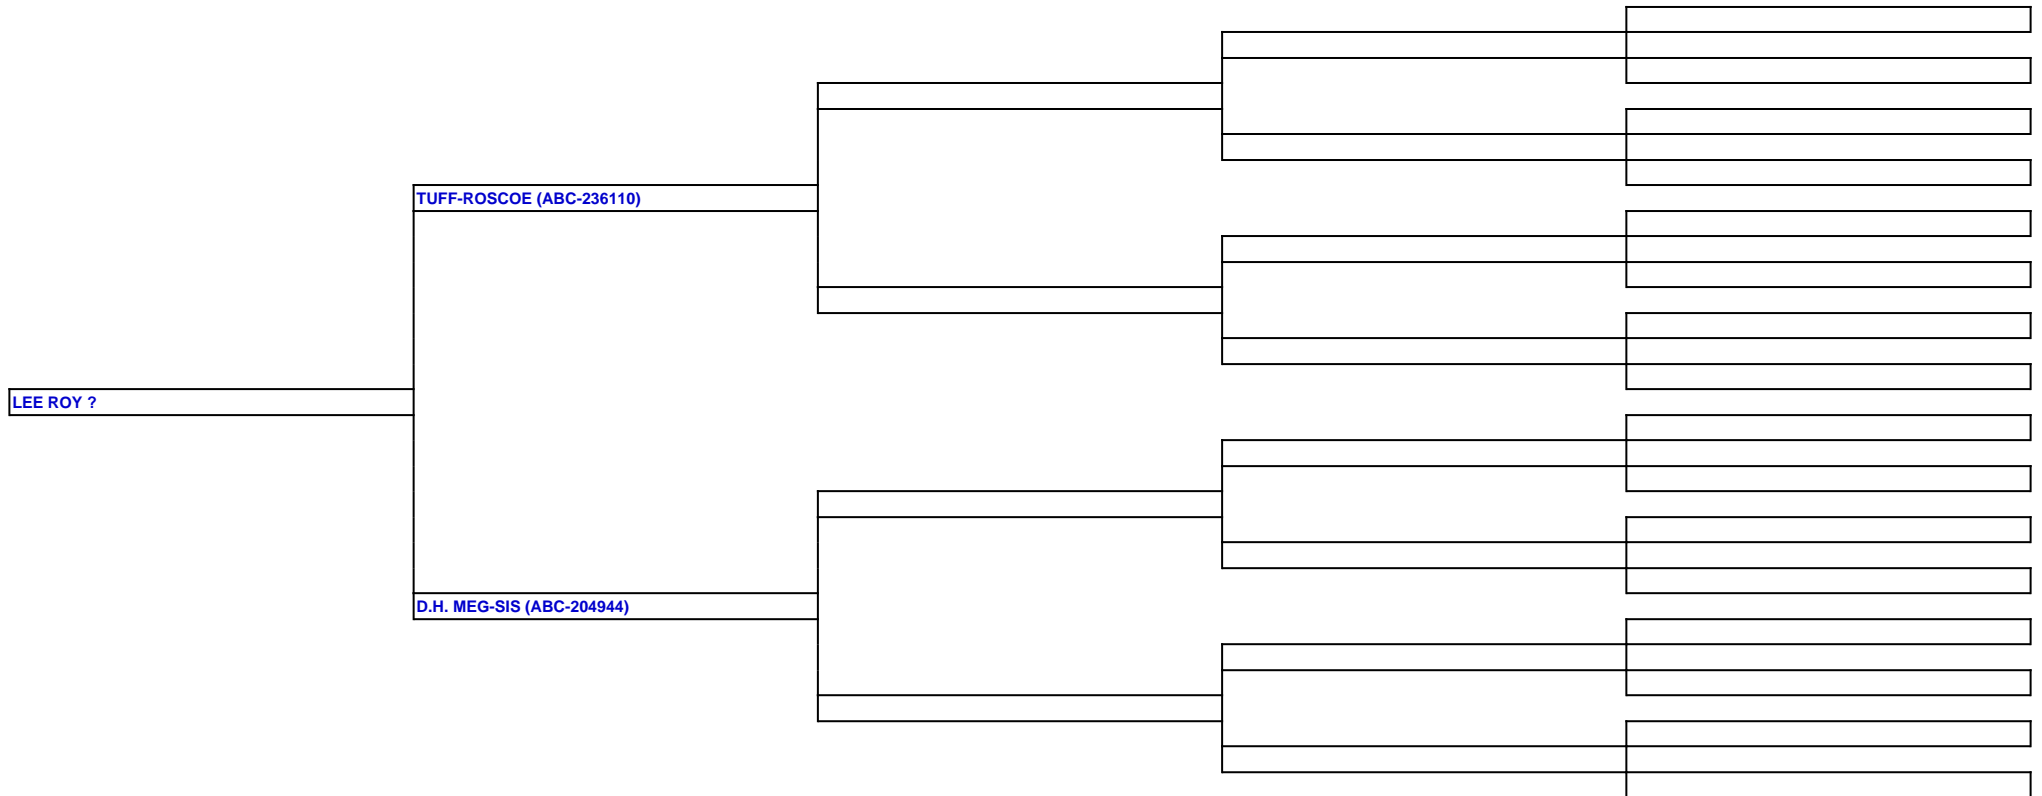 TUFF-ROSCOE (ABC-236110)
LEE ROY ?
D.H. MEG-SIS (ABC-204944)